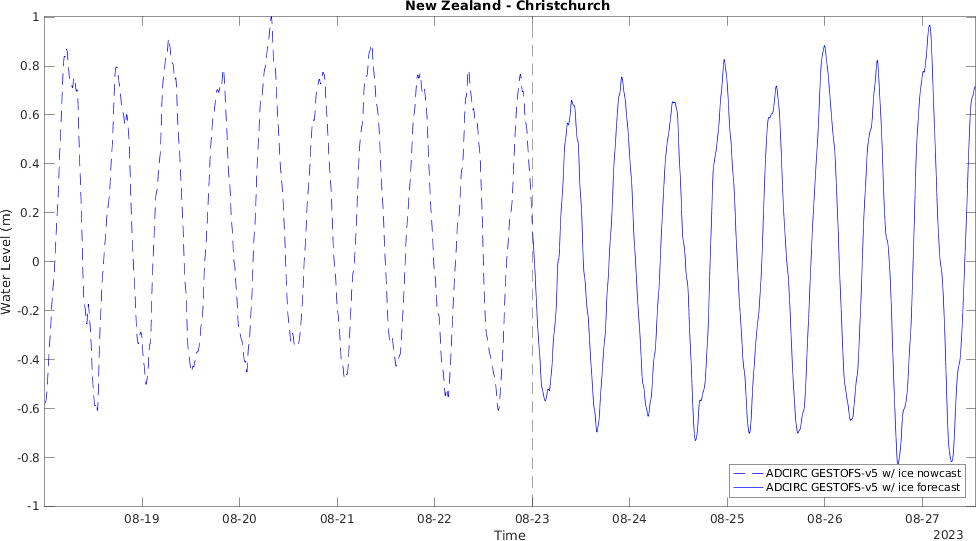 New Zealand - Christchurch
1
0.8
0.6
0.4
0.2
0
-0.2
-0.4
-0.6
-0.8
-1
Water Level (m)
ADCIRC GESTOFS-v5 w/ ice nowcast
ADCIRC GESTOFS-v5 w/ ice forecast
08-19 08-20 08-21 08-22 08-23 08-24 08-25 08-26 08-27
Time
2023